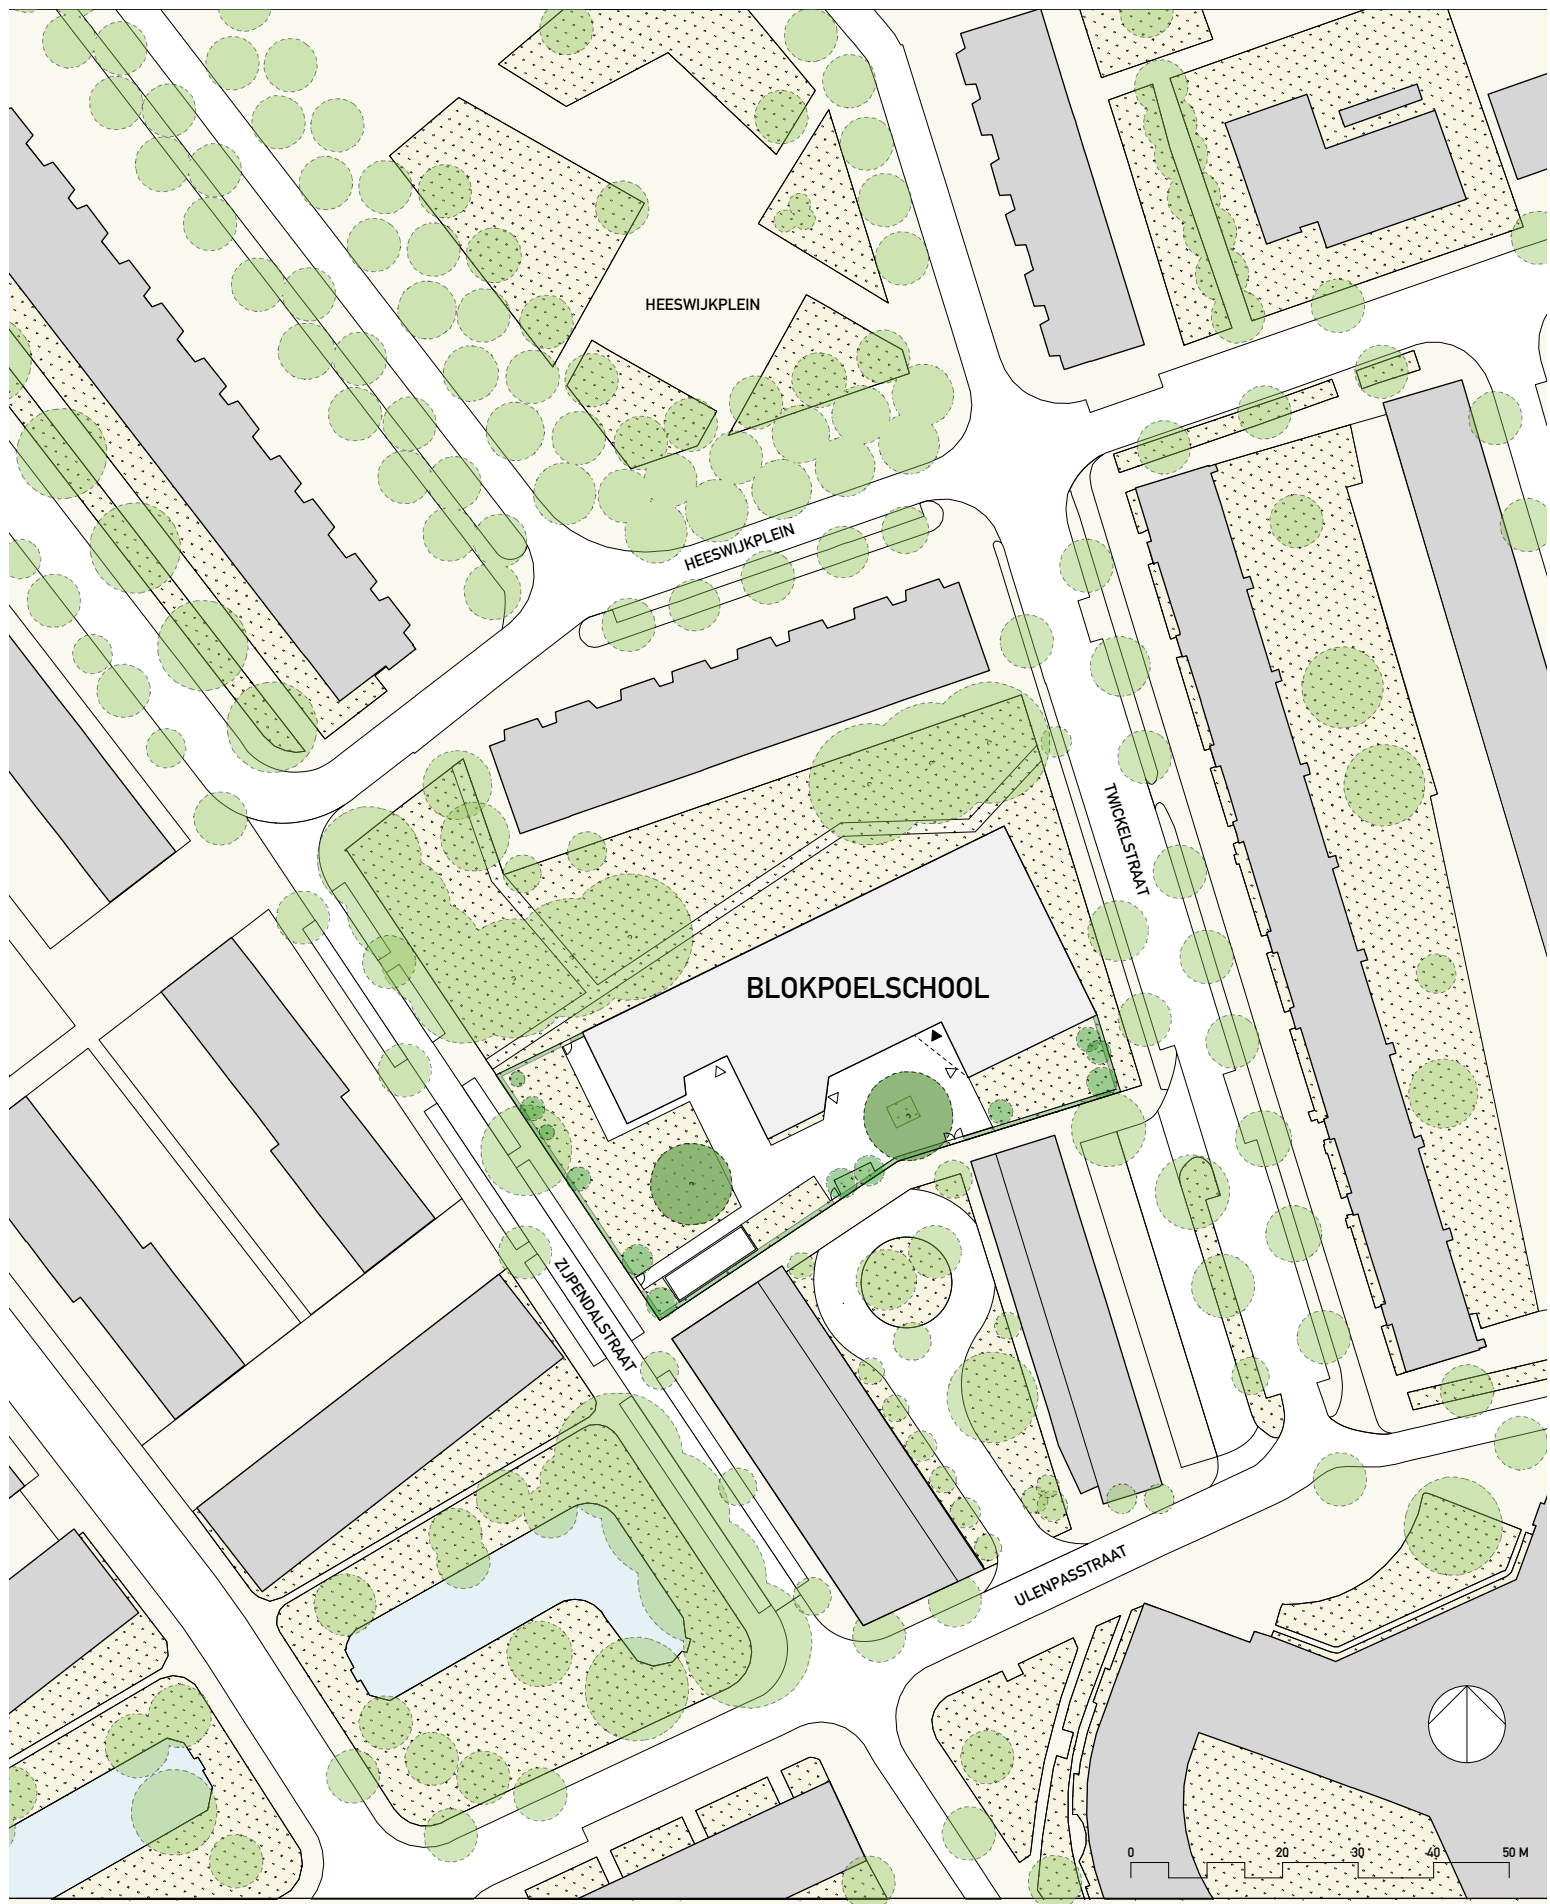 HEESWIJKPLEIN
HEESWIJKPLEIN
TWICKELSTRAAT
BLOKPOELSCHOOL
ZIJPENDALSTRAAT
ULENPASSTRAAT
0 20 30 40 50 M